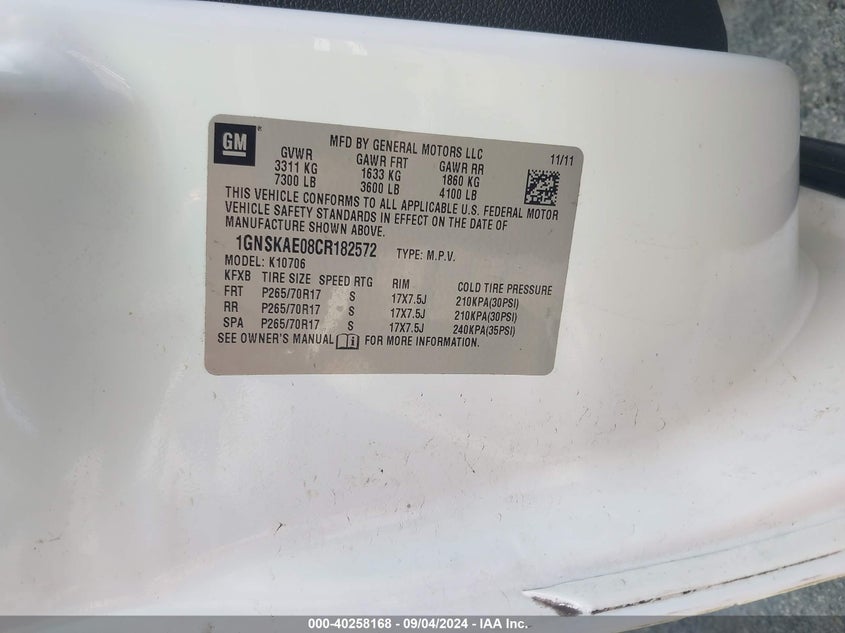 GM ®
MFD BY GENERAL MOTORS LLC 11/11
GVWR GAWR FRT GAWR RR
3311 KG 1633 KG 1860 KG
7300 LB 3600 LB 4100 LB
THIS VEHICLE CONFORMS TO ALL APPLICABLE U.S. FEDERAL MOTOR
VEHICLE SAFETY STANDARDS IN EFFECT ON THE DATE OF
MANUFACTURE SHOWN ABOVE.
1GNSKAE08CR182572 TYPE: M.P.V.
MODEL: K10706
KFXB TIRE SIZE SPEED RTG RIM COLD TIRE PRESSURE
FRT P265/70R17 S 17X7.5J 210KPA(30PSI)
RR P265/70R17 S 17X7.5J 210KPA(30PSI)
SPA P265/70R17 S 17X7.5J 240KPA(35PSI)
SEE OWNER'S MANUAL i FOR MORE INFORMATION.
000-40258168 - 09/04/2024 - IAA Inc.